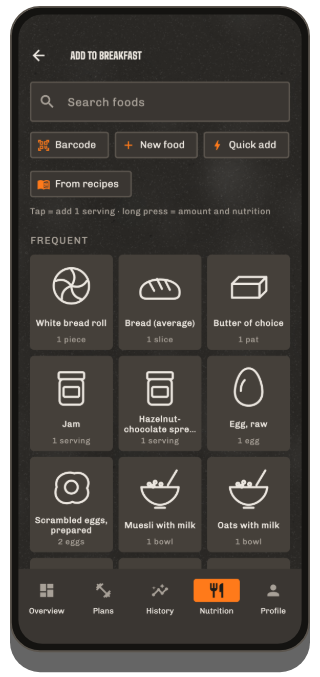 ADD TO BREAKFAST
Search foods
Barcode
New food
Quick add
From recipes
Tap = add 1 serving · long press = amount and nutrition
FREQUENT
White bread roll
1 piece
Bread (average)
1 slice
Butter of choice
1 pat
Jam
1 serving
Hazelnut-
chocolate spre...
1 serving
Egg, raw
1 egg
Scrambled eggs,
prepared
2 eggs
Muesli with milk
1 bowl
Oats with milk
1 bowl
Overview
Plans
History
Nutrition
Profile